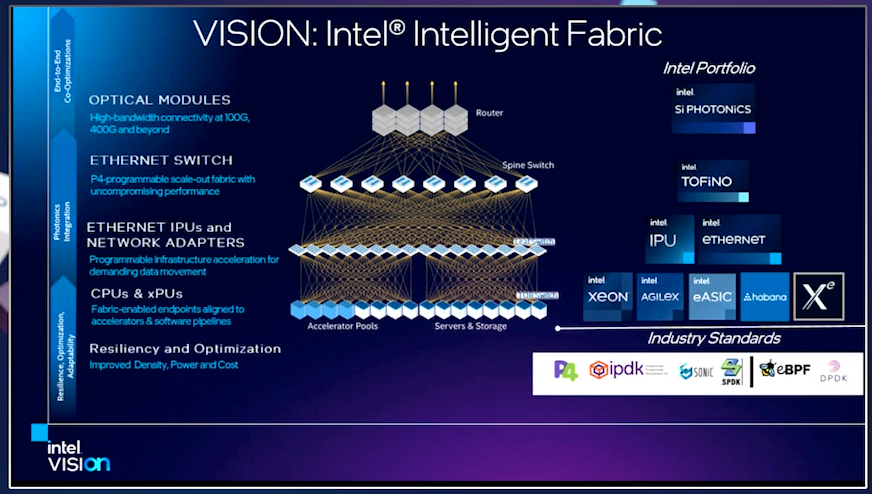 VISION: Intel® Intelligent Fabric
End-to-End
Co-Optimizations
Photonics
Integration
Resilience, Optimization,
Adaptability
OPTICAL MODULES
High-bandwidth connectivity at 100G,
400G and beyond
ETHERNET SWITCH
P4-programmable scale-out fabric with
uncompromising performance
ETHERNET IPUs and
NETWORK ADAPTERS
Programmable infrastructure acceleration for
demanding data movement
CPUs & xPUs
Fabric-enabled endpoints aligned to
accelerators & software pipelines
Resiliency and Optimization
Improved Density, Power and Cost
Router
Spine Switch
Leaf Switch
TOR Switch
Accelerator Pools
Servers & Storage
Intel Portfolio
intel.
Si PHOTONICS
intel.
TOFINO
intel.
IPU
intel.
ETHERNET
intel.
XEON
intel.
AGILEX
intel.
eASIC
habana
Xe
Industry Standards
P4
ipdk
SONiC
SPDK
eBPF
DPDK
intel.
VISION